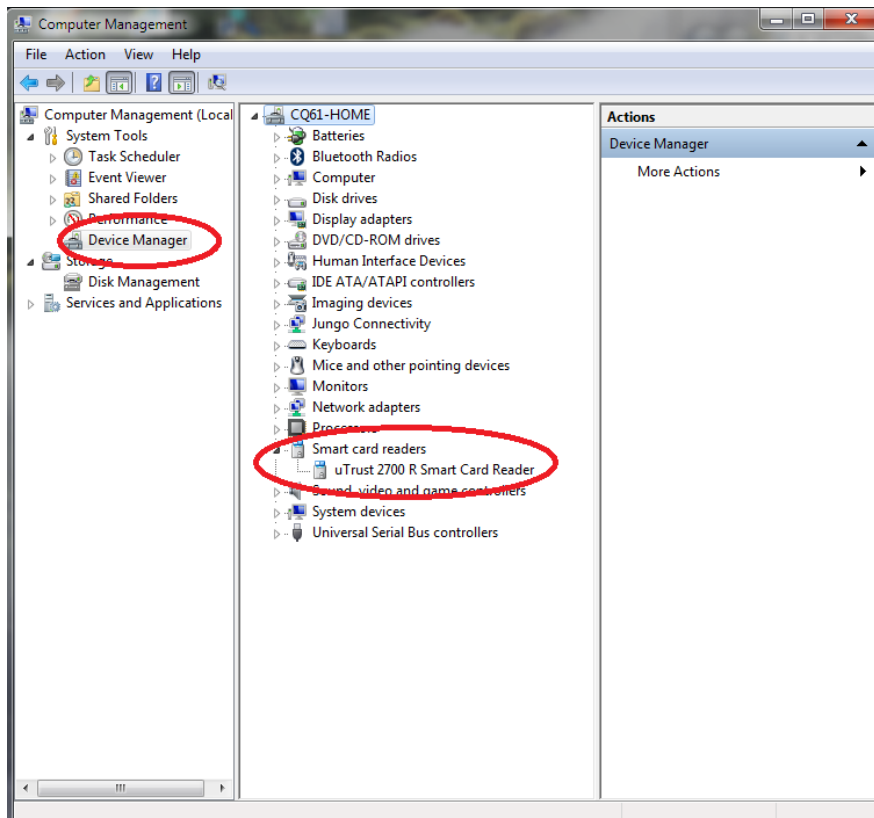 Computer Management
File Action View Help
Computer Management (Local
System Tools
Task Scheduler
Event Viewer
Shared Folders
Performance
Device Manager
Storage
Disk Management
Services and Applications
CQ61-HOME
Batteries
Bluetooth Radios
Computer
Disk drives
Display adapters
DVD/CD-ROM drives
Human Interface Devices
IDE ATA/ATAPI controllers
Imaging devices
Jungo Connectivity
Keyboards
Mice and other pointing devices
Monitors
Network adapters
Processors
Smart card readers
uTrust 2700 R Smart Card Reader
Sound, video and game controllers
System devices
Universal Serial Bus controllers
Actions
Device Manager
More Actions